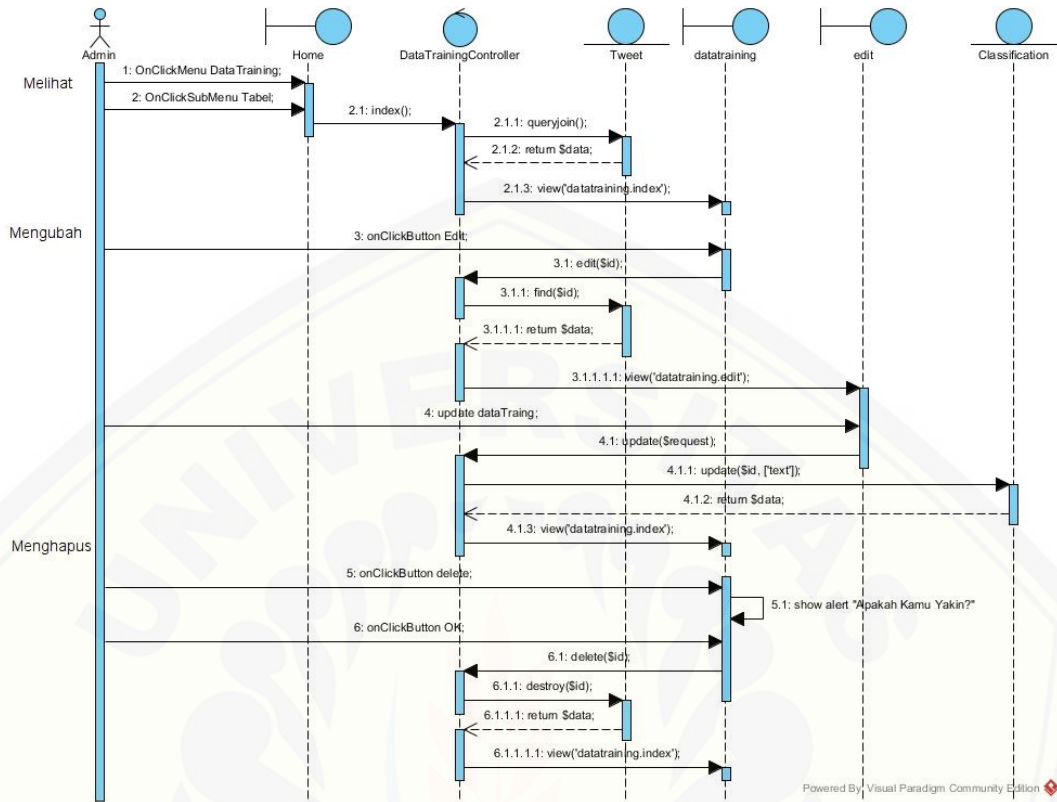 Admin
Home
DataTrainingController
Tweet
datatraining
edit
Classification
Melihat
1: OnClickMenu DataTraining;
2: OnClickSubMenu Tabel;
2.1: index();
2.1.1: queryjoin();
2.1.2: return $data;
2.1.3: view('datatraining.index');
Mengubah
3: onClickButton Edit;
3.1: edit($id);
3.1.1: find($id);
3.1.1.1: return $data;
3.1.1.1.1: view('datatraining.edit');
4: update dataTraing;
4.1: update($request);
4.1.1: update($id, ['text']);
4.1.2: return $data;
4.1.3: view('datatraining.index');
Menghapus
5: onClickButton delete;
5.1: show alert "Apakah Kamu Yakin?"
6: onClickButton OK;
6.1: delete($id);
6.1.1: destroy($id);
6.1.1.1: return $data;
6.1.1.1.1: view('datatraining.index');
UNIVERSITAS
Powered By Visual Paradigm Community Edition